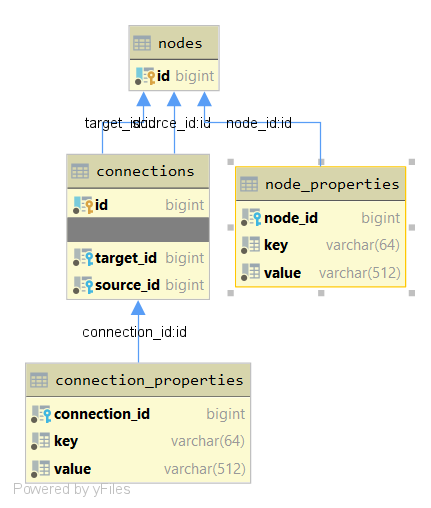 nodes
id bigint
target_id:id
source_id:id
node_id:id
connections
id bigint
target_id bigint
source_id bigint
node_properties
node_id bigint
key varchar(64)
value varchar(512)
connection_id:id
connection_properties
connection_id bigint
key varchar(64)
value varchar(512)
Powered by yFiles